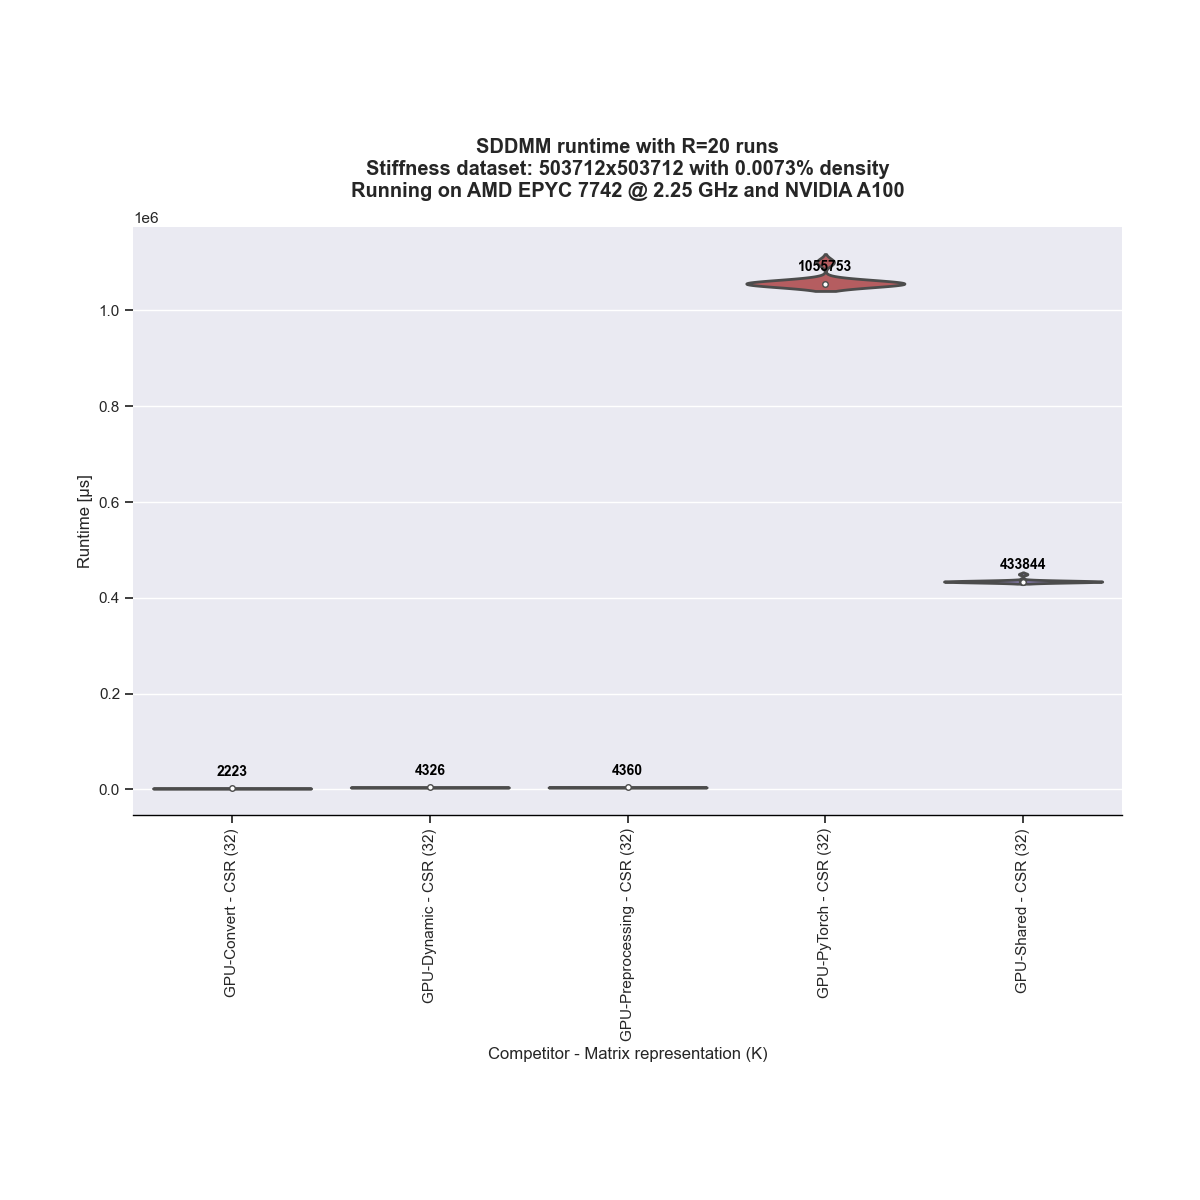 SDDMM runtime with R=20 runs
Stiffness dataset: 503712x503712 with 0.0073% density
Running on AMD EPYC 7742 @ 2.25 GHz and NVIDIA A100
1e6
1055753
1.0
0.8
0.6
433844
0.4
0.2
2223
4326
4360
0.0
Runtime [μs]
GPU-Convert - CSR (32)
GPU-Dynamic - CSR (32)
GPU-Preprocessing - CSR (32)
GPU-PyTorch - CSR (32)
GPU-Shared - CSR (32)
Competitor - Matrix representation (K)